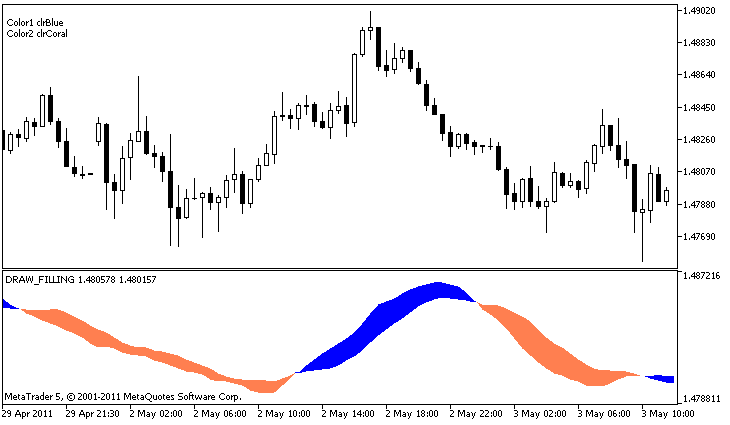 Color1 clrBlue
Color2 clrCoral
1.49020
1.48830
1.48640
1.48450
1.48260
1.48070
1.47880
1.47690
DRAW_FILLING 1.480578 1.480157
1.487216
1.478811
MetaTrader 5, © 2001-2011 MetaQuotes Software Corp.
29 Apr 2011 29 Apr 21:30 2 May 02:00 2 May 06:00 2 May 10:00 2 May 14:00 2 May 18:00 2 May 22:00 3 May 02:00 3 May 06:00 3 May 10:00